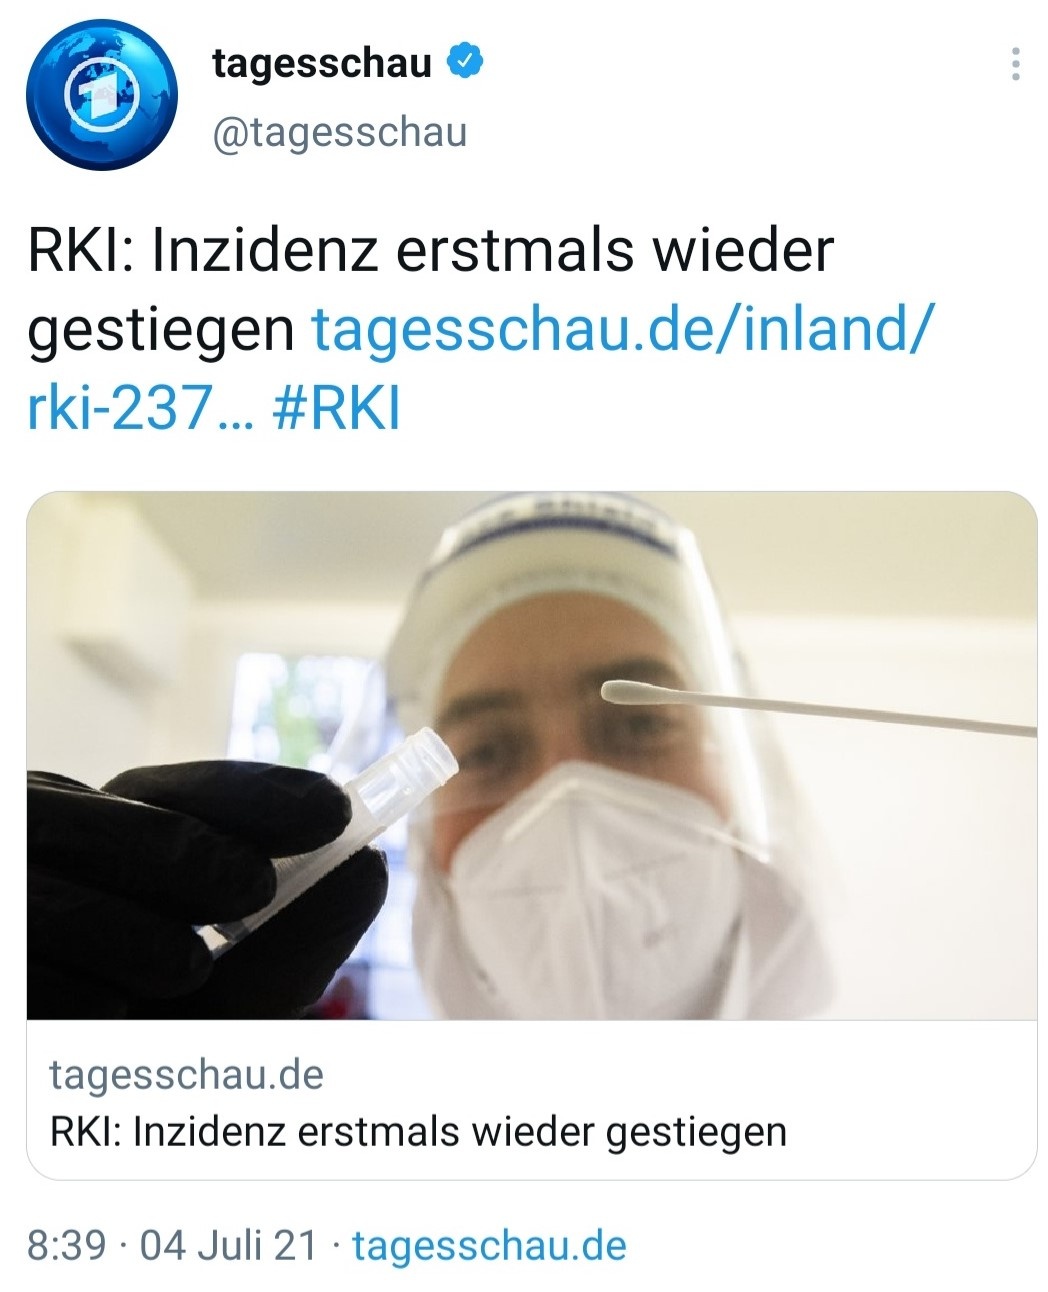 tagesschau
@tagesschau
RKI: Inzidenz erstmals wieder
gestiegen tagesschau.de/inland/
rki-237… #RKI
tagesschau.de
RKI: Inzidenz erstmals wieder gestiegen
8:39 · 04 Juli 21 · tagesschau.de